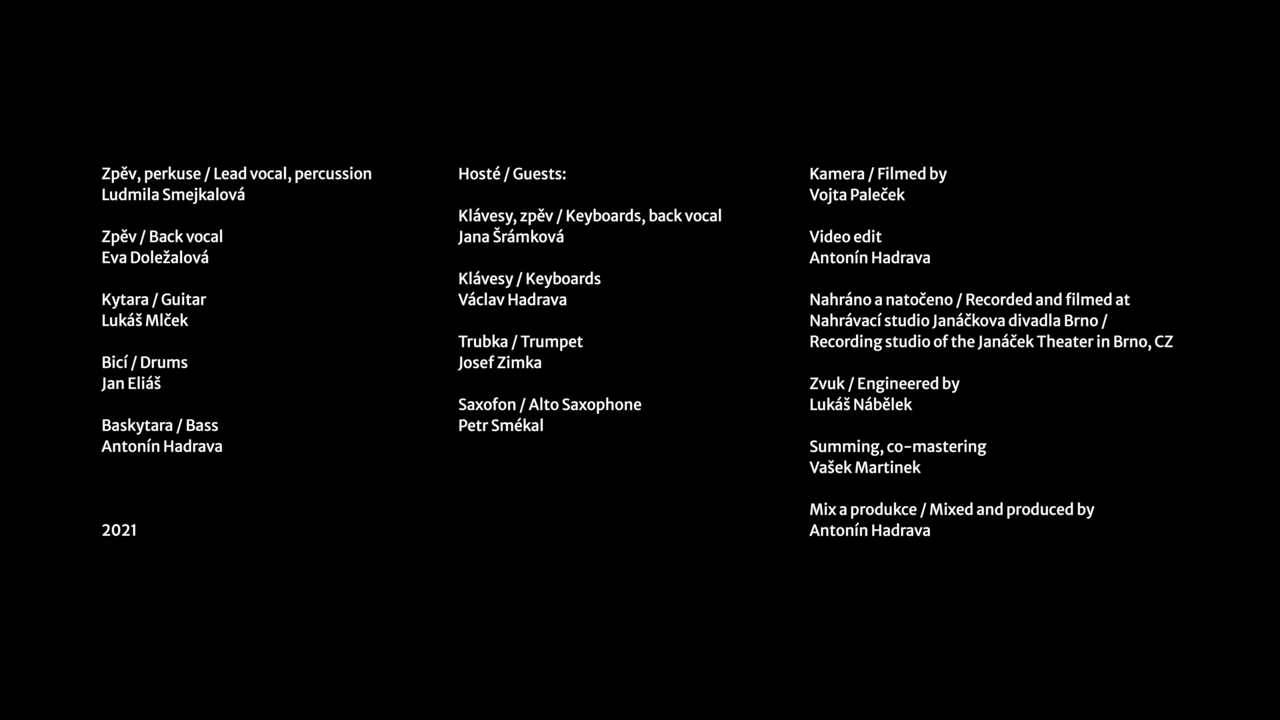 Zpěv, perkuse / Lead vocal, percussion
Ludmila Smejkalová
Zpěv / Back vocal
Eva Doležalová
Kytara / Guitar
Lukáš Mlček
Bicí / Drums
Jan Eliáš
Baskytara / Bass
Antonín Hadrava
2021
Hosté / Guests:
Klávesy, zpěv / Keyboards, back vocal
Jana Šrámková
Klávesy / Keyboards
Václav Hadrava
Trubka / Trumpet
Josef Zimka
Saxofon / Alto Saxophone
Petr Smékal
Kamera / Filmed by
Vojta Paleček
Video edit
Antonín Hadrava
Nahráno a natočeno / Recorded and filmed at
Nahrávací studio Janáčkova divadla Brno /
Recording studio of the Janáček Theater in Brno, CZ
Zvuk / Engineered by
Lukáš Nábělek
Summing, co-mastering
Vašek Martinek
Mix a produkce / Mixed and produced by
Antonín Hadrava